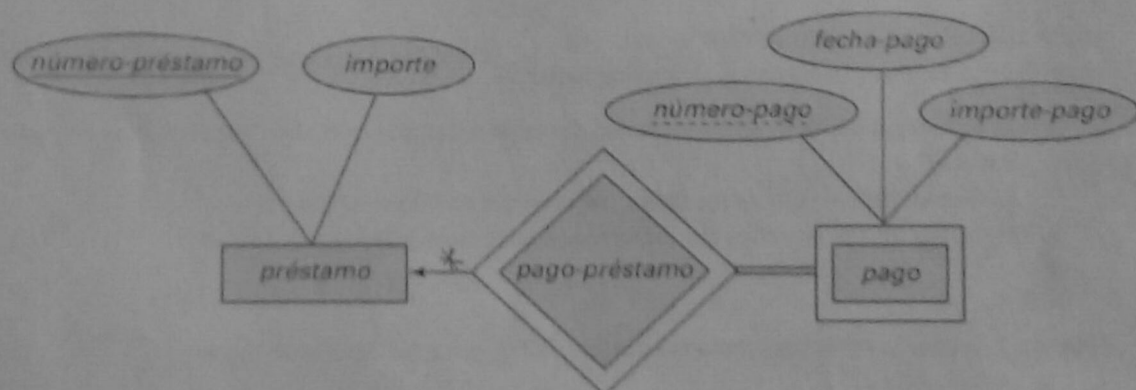 número-préstamo
importe
fecha-pago
número-pago
importe-pago
préstamo
pago-préstamo
pago